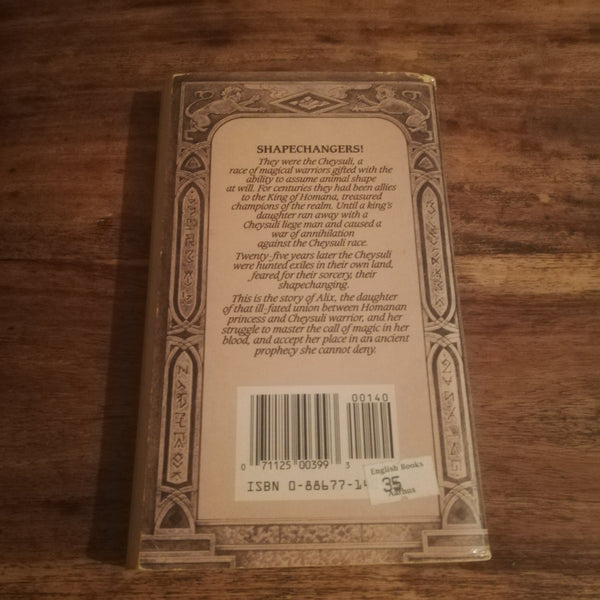 SHAPECHANGERS!
They were the Cheysuli, a
race of magical warriors gifted with the
ability to assume animal shape
at will. For centuries they had been allies
to the King of Homana, treasured
champions of the realm. Until a king's
daughter ran away with a
Cheysuli liege man and caused a
war of annihilation
against the Cheysuli race.
Twenty-five years later the Cheysuli
were hunted exiles in their own land,
feared for their sorcery, their
shapechanging.
This is the story of Alix, the daughter
of that ill-fated union between Homanan
princess and Cheysuli warrior, and her
struggle to master the call of magic in her
blood, and accept her place in an ancient
prophecy she cannot deny.
00140
0 71125 00399 3
ISBN 0-88677-14
English Books
35
Aarhus